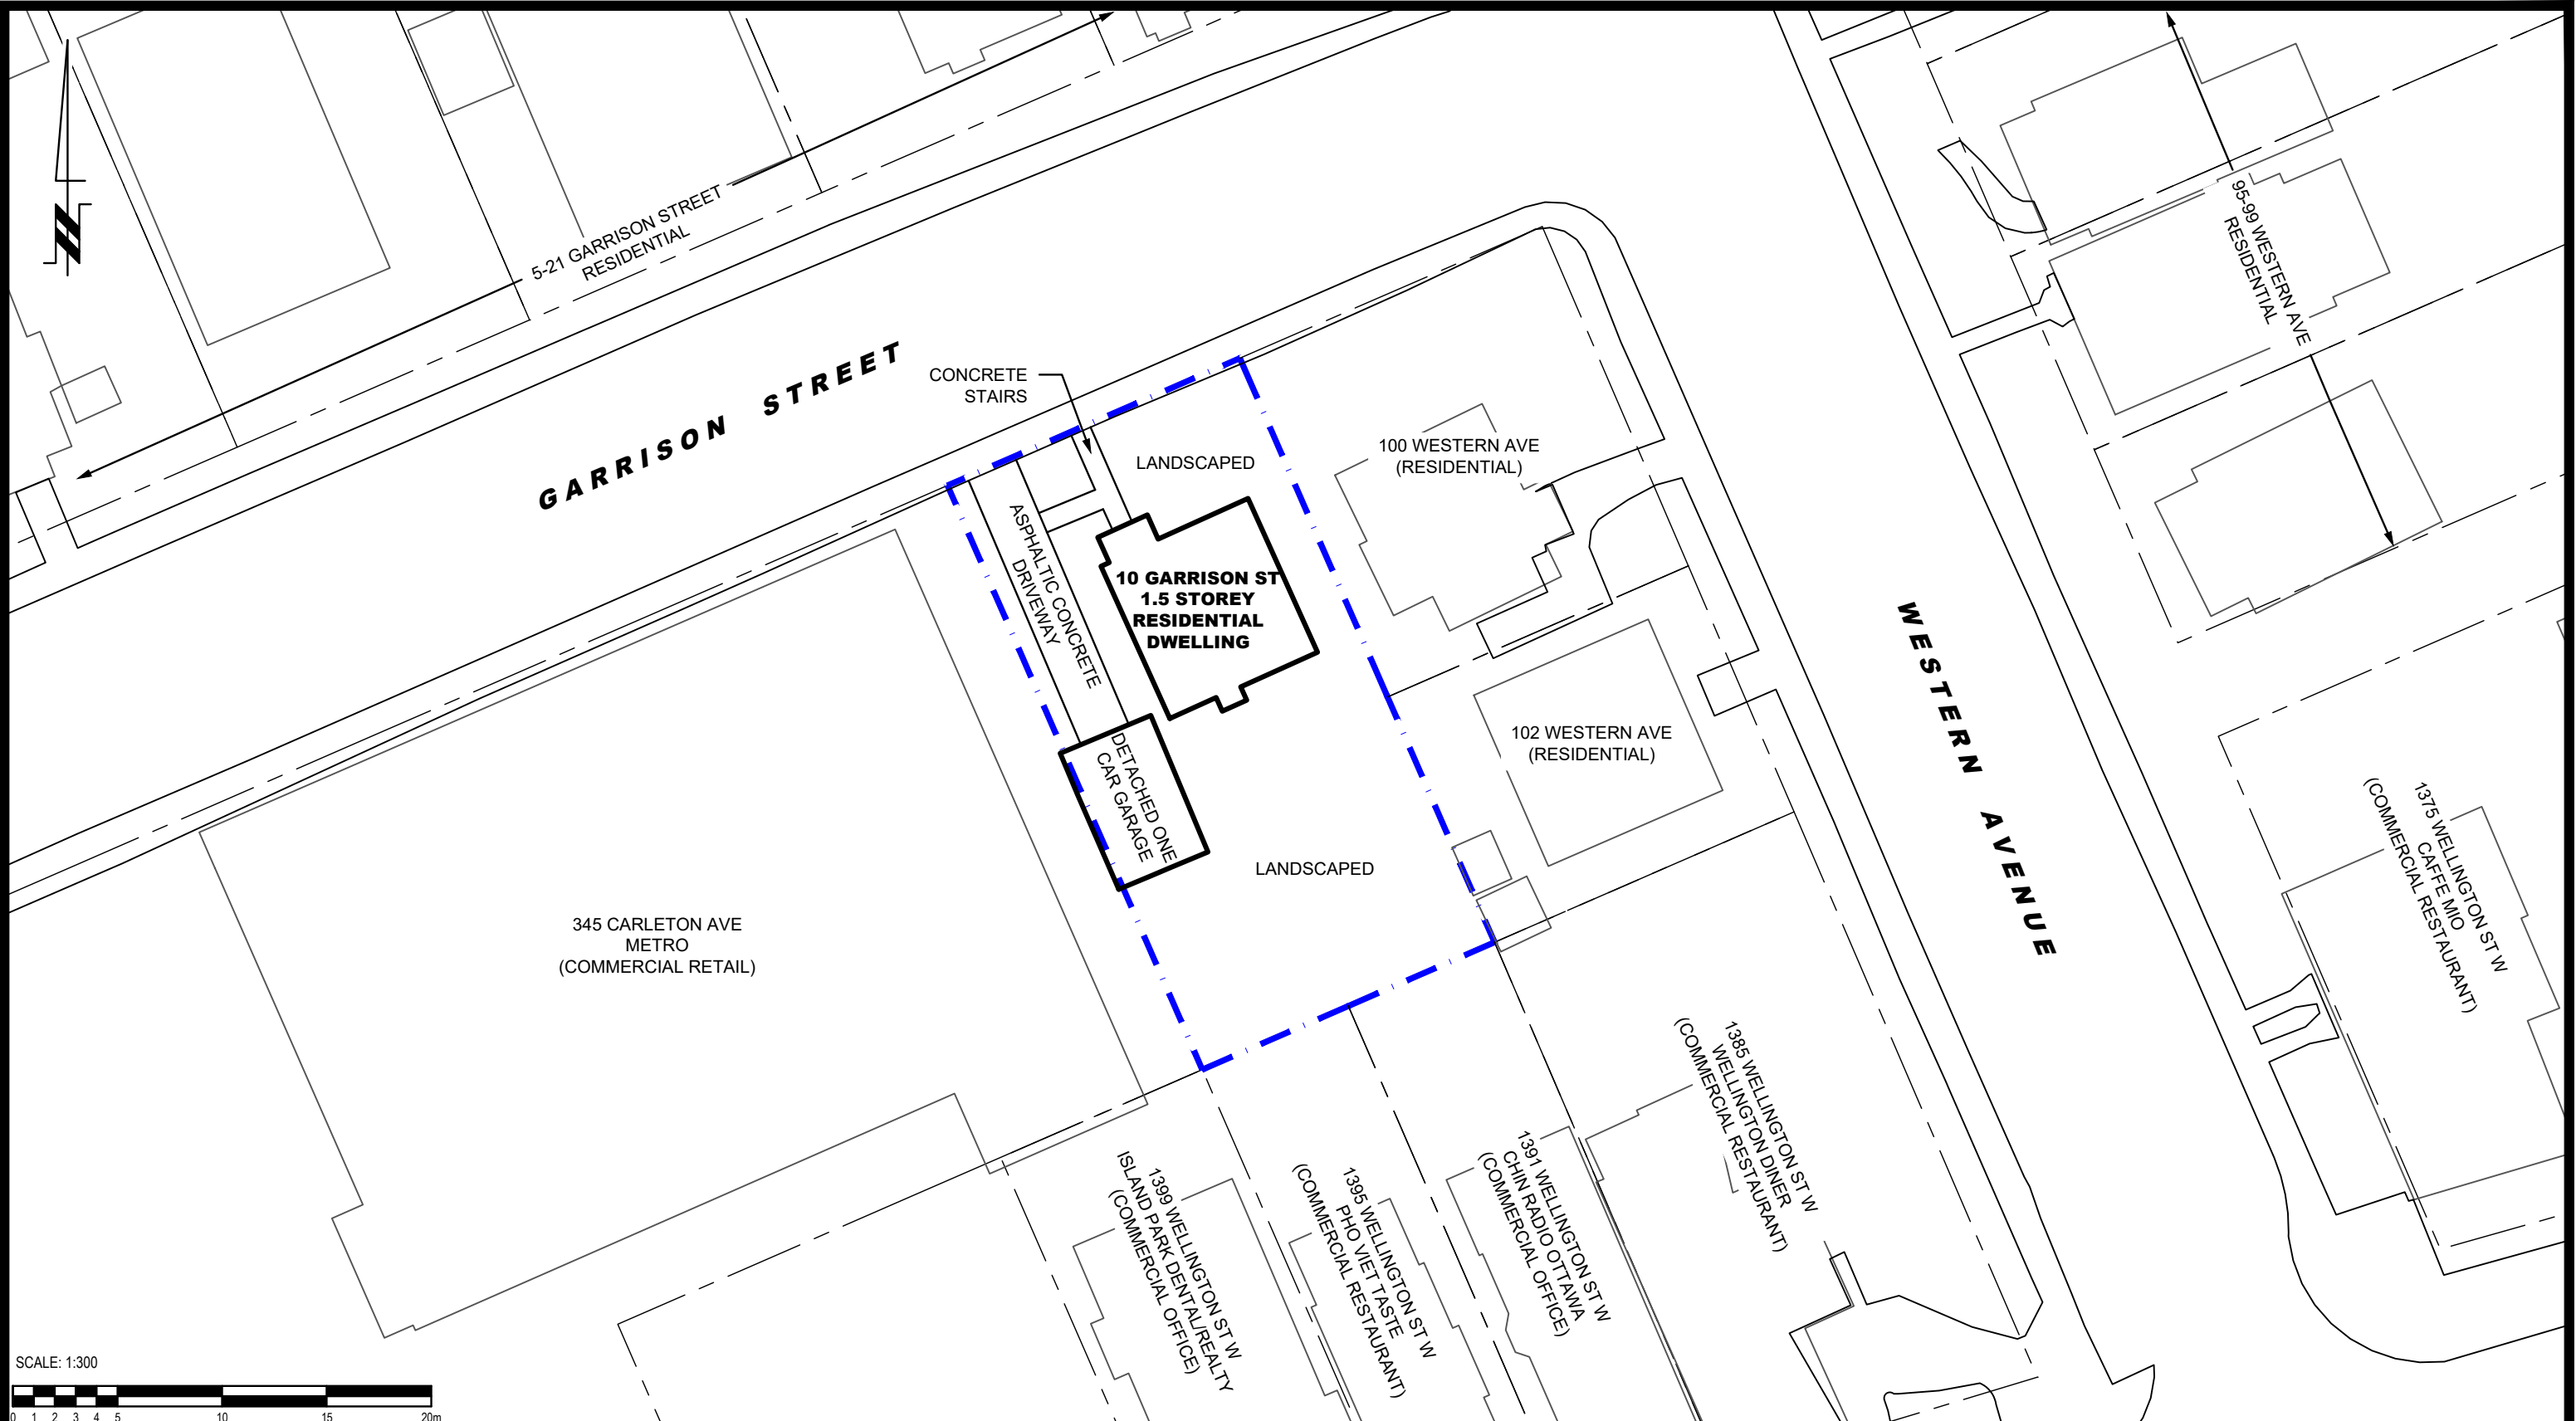 5-21 GARRISON STREET
RESIDENTIAL
95-99 WESTERN AVE
RESIDENTIAL
GARRISON STREET
CONCRETE
STAIRS
LANDSCAPED
100 WESTERN AVE
(RESIDENTIAL)
ASPHALTIC CONCRETE
DRIVEWAY
10 GARRISON ST
1.5 STOREY
RESIDENTIAL
DWELLING
WESTERN AVENUE
102 WESTERN AVE
(RESIDENTIAL)
DETACHED ONE
CAR GARAGE
LANDSCAPED
345 CARLETON AVE
METRO
(COMMERCIAL RETAIL)
1375 WELLINGTON ST W
CAFFE MIO
(COMMERCIAL RESTAURANT)
1385 WELLINGTON ST W
WELLINGTON DINER
(COMMERCIAL RESTAURANT)
1391 WELLINGTON ST W
CHIN RADIO OTTAWA
(COMMERCIAL OFFICE)
1395 WELLINGTON ST W
PHO VIET TASTE
(COMMERCIAL RESTAURANT)
1399 WELLINGTON ST W
ISLAND PARK DENTAL/REALTY
(COMMERCIAL OFFICE)
SCALE: 1:300
0 1 2 3 4 5 10 15 20m